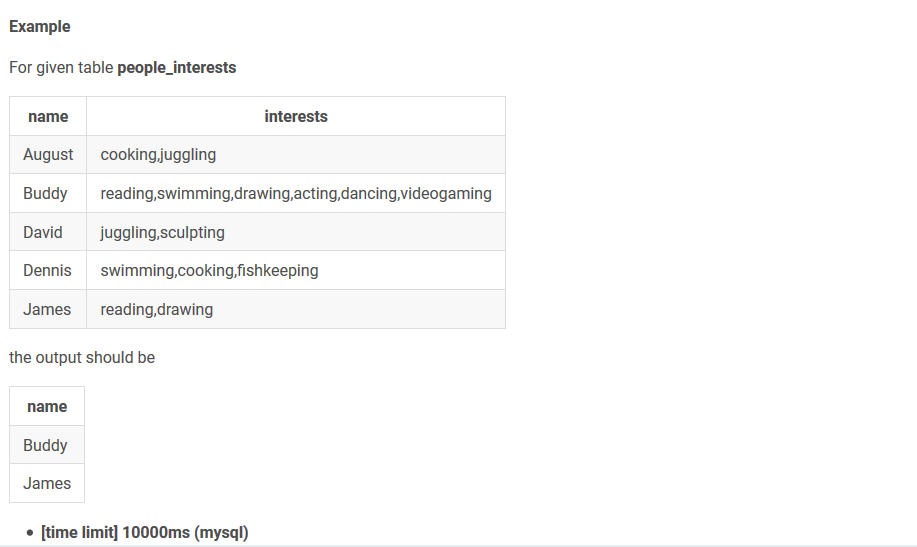 Example
For given table people_interests
name interests
August cooking,juggling
Buddy reading,swimming,drawing,acting,dancing,videogaming
David juggling,sculpting
Dennis swimming,cooking,fishkeeping
James reading,drawing
the output should be
name
Buddy
James
• [time limit] 10000ms (mysql)